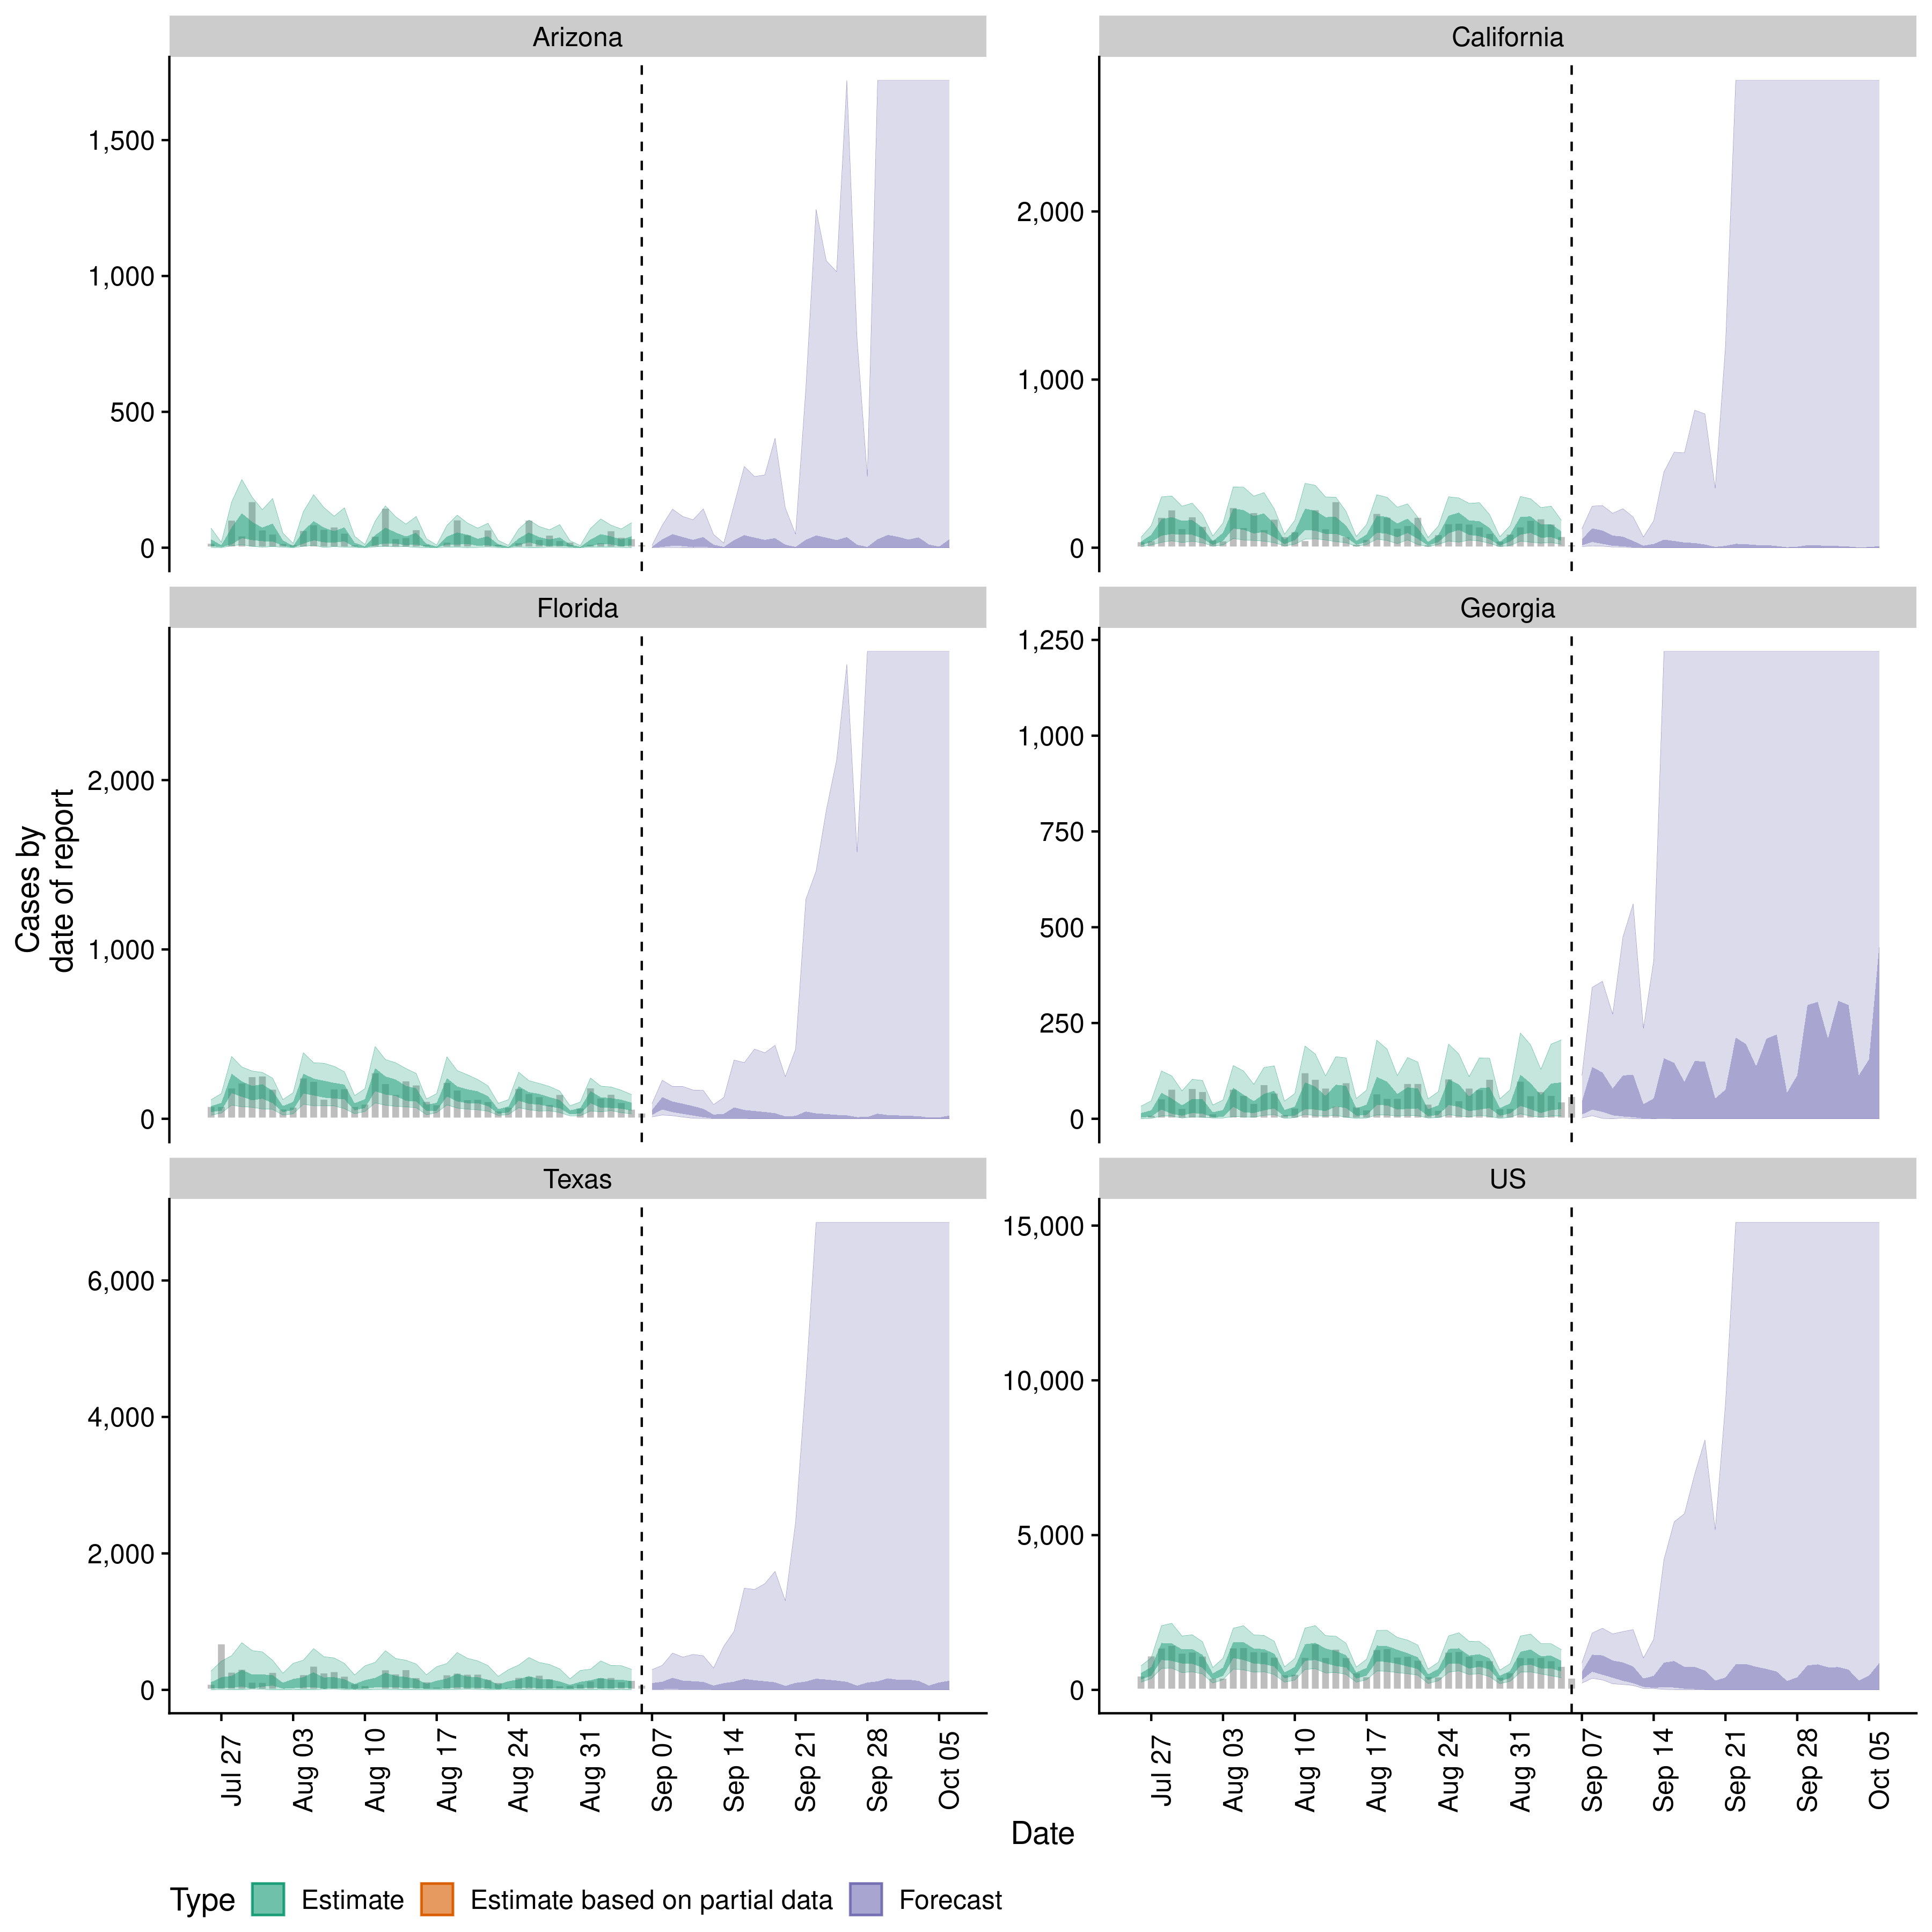 Arizona
California
1,500
1,000
500
0
2,000
1,000
0
Florida
Georgia
Cases by
date of report
2,000
1,000
0
1,250
1,000
750
500
250
0
Texas
US
6,000
4,000
2,000
0
15,000
10,000
5,000
0
Jul 27
Aug 03
Aug 10
Aug 17
Aug 24
Aug 31
Sep 07
Sep 14
Sep 21
Sep 28
Oct 05
Jul 27
Aug 03
Aug 10
Aug 17
Aug 24
Aug 31
Sep 07
Sep 14
Sep 21
Sep 28
Oct 05
Date
Type Estimate Estimate based on partial data Forecast